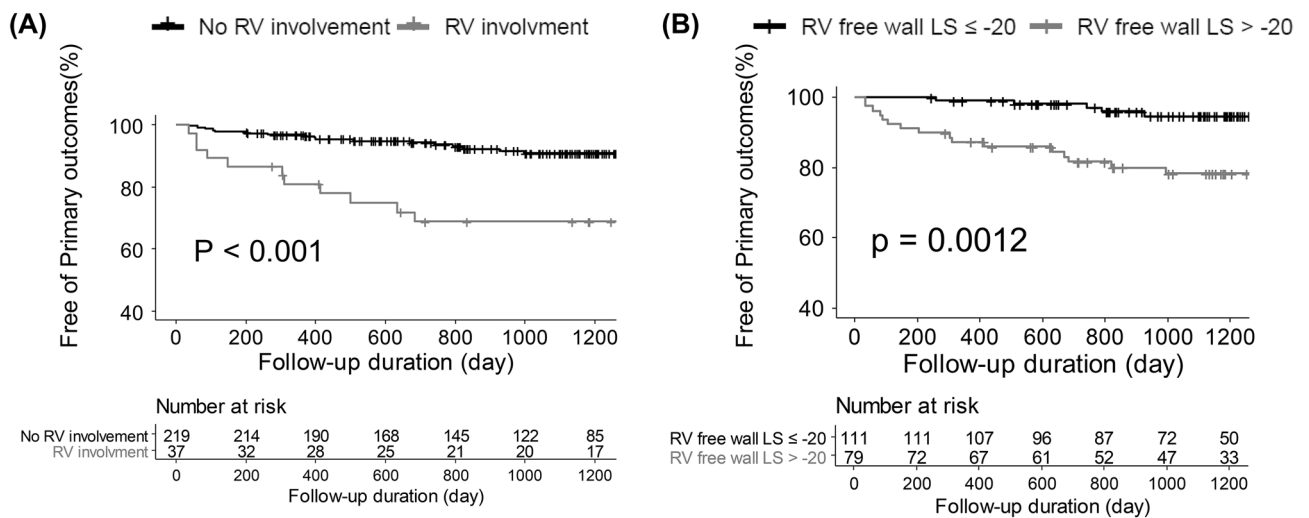 (A)
No RV involvement RV involvment
Free of Primary outcomes(%)
100
80
60
40
P < 0.001
0 200 400 600 800 1000 1200
Follow-up duration (day)
Number at risk
No RV involvement 219 214 190 168 145 122 85
RV involvment 37 32 28 25 21 20 17
0 200 400 600 800 1000 1200
Follow-up duration (day)
(B)
RV free wall LS ≤ -20 RV free wall LS > -20
Free of Primary outcomes(%)
100
80
60
40
p = 0.0012
0 200 400 600 800 1000 1200
Follow-up duration (day)
Number at risk
RV free wall LS ≤ -20 111 111 107 96 87 72 50
RV free wall LS > -20 79 72 67 61 52 47 33
0 200 400 600 800 1000 1200
Follow-up duration (day)